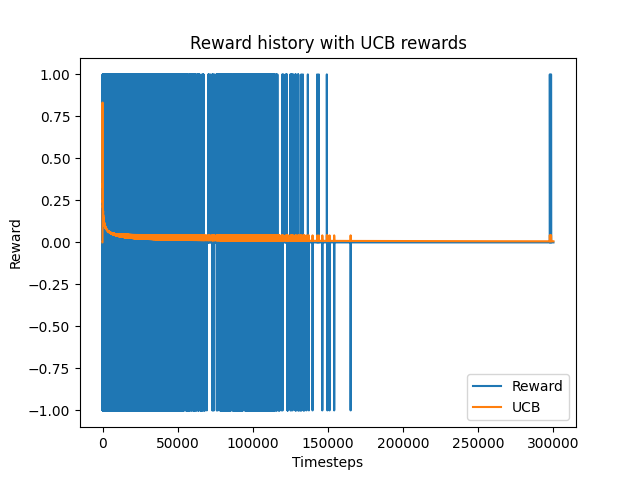 Reward history with UCB rewards
Reward
1.00
0.75
0.50
0.25
0.00
−0.25
−0.50
−0.75
−1.00
0 50000 100000 150000 200000 250000 300000
Timesteps
Reward
UCB